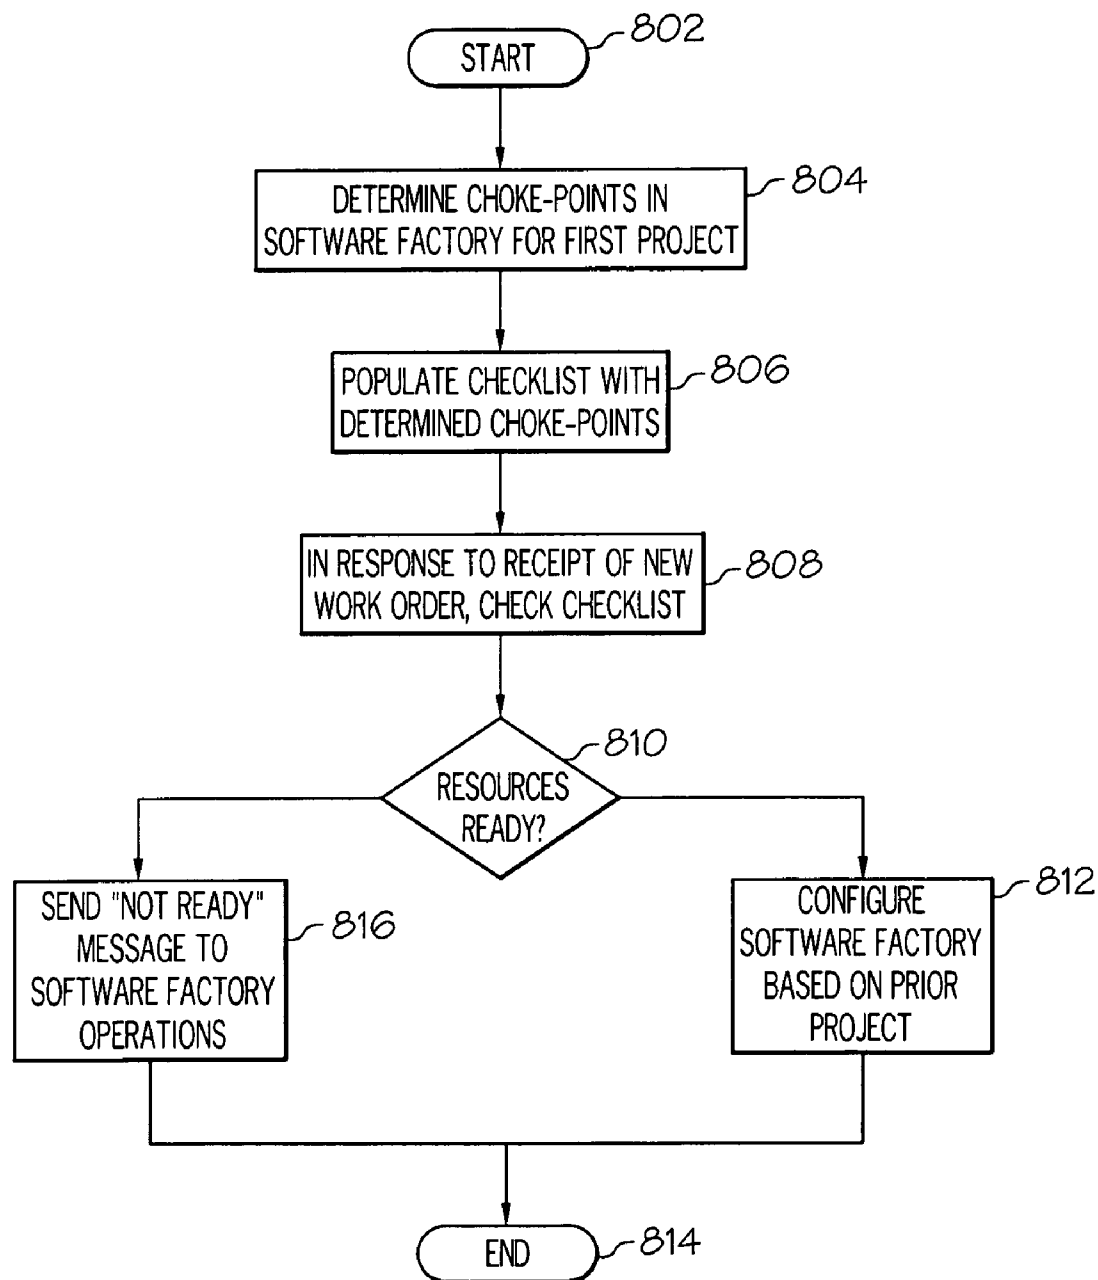 START
802
DETERMINE CHOKE-POINTS IN
SOFTWARE FACTORY FOR FIRST PROJECT
804
POPULATE CHECKLIST WITH
DETERMINED CHOKE-POINTS
806
IN RESPONSE TO RECEIPT OF NEW
WORK ORDER, CHECK CHECKLIST
808
RESOURCES
READY?
810
SEND "NOT READY"
MESSAGE TO
SOFTWARE FACTORY
OPERATIONS
816
CONFIGURE
SOFTWARE FACTORY
BASED ON PRIOR
PROJECT
812
END
814